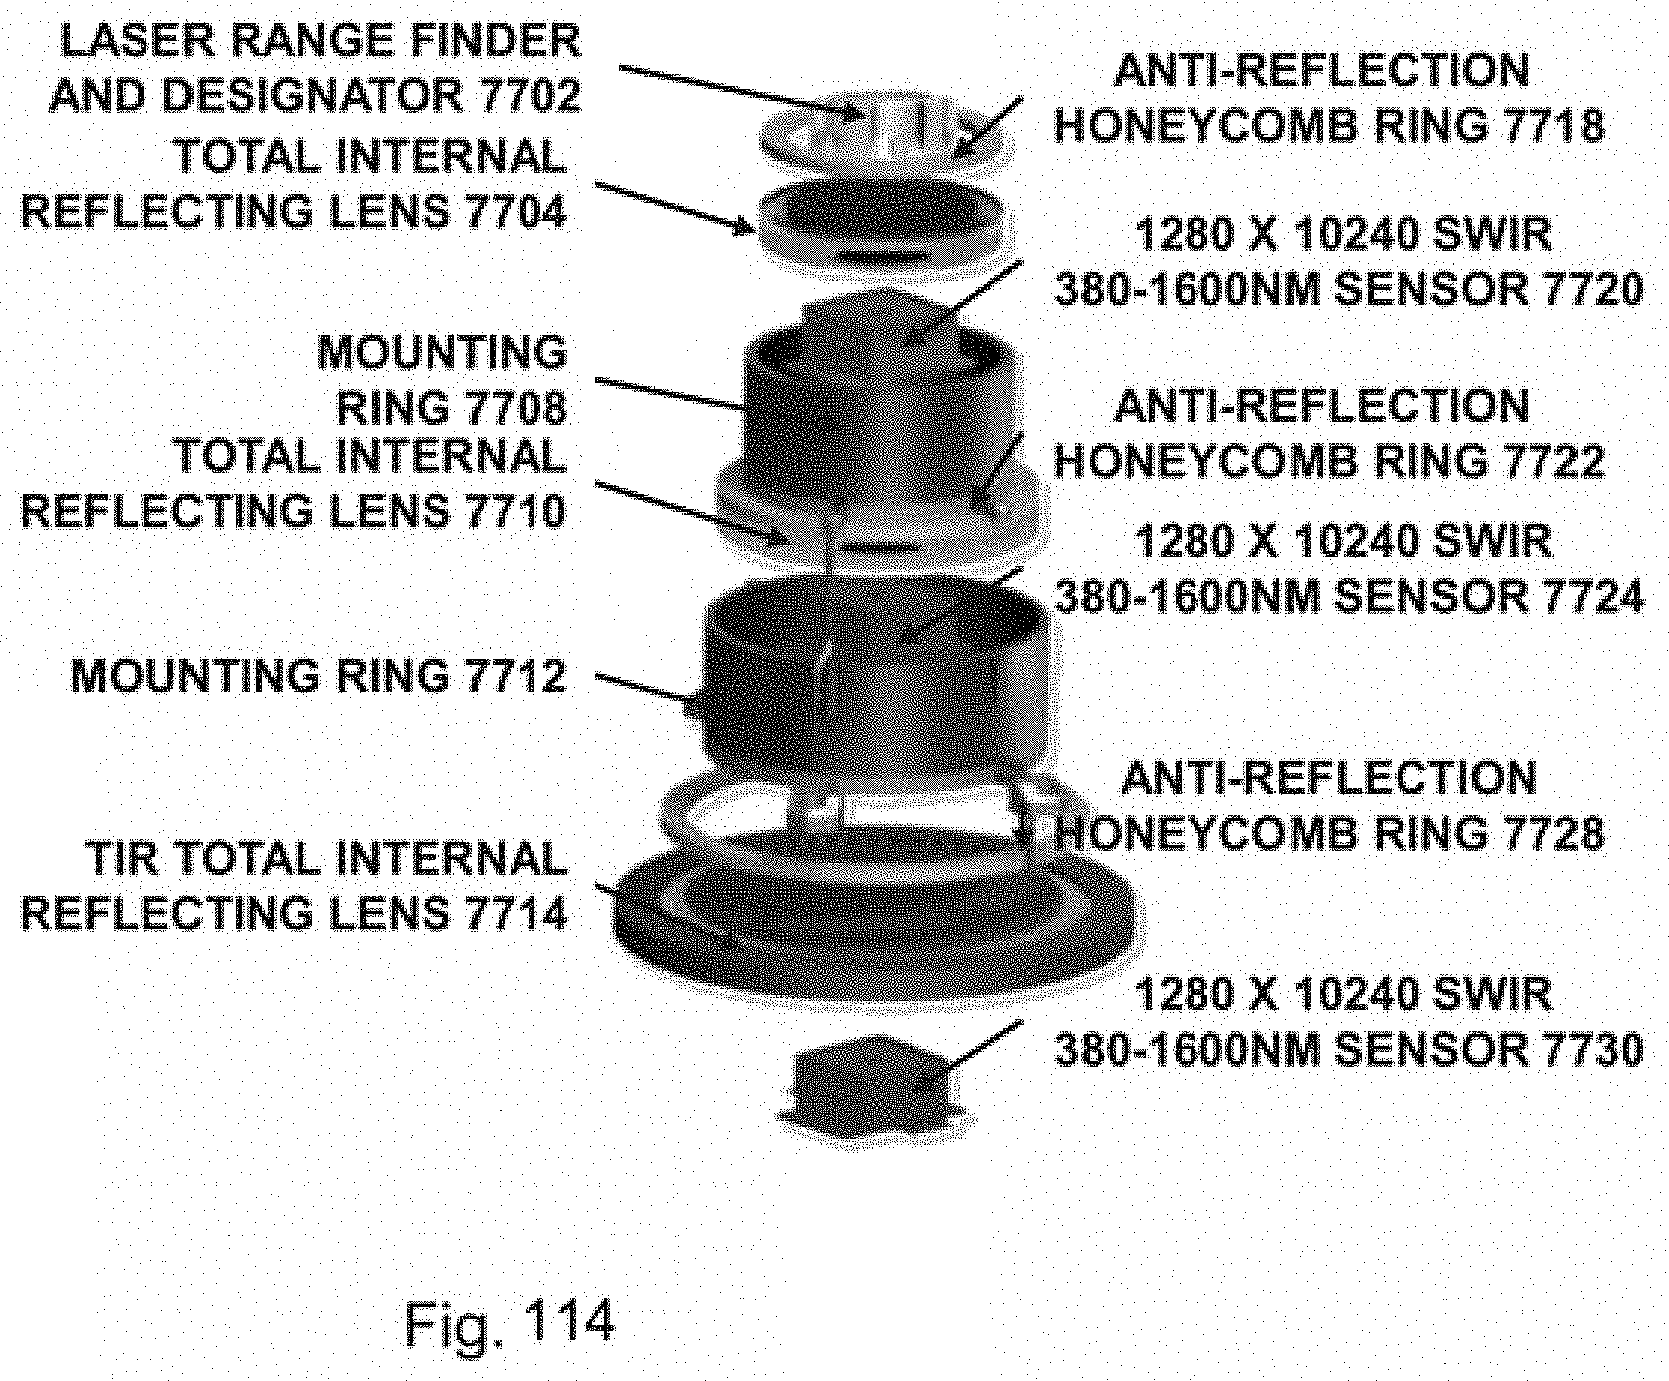 LASER RANGE FINDER
AND DESIGNATOR 7702
TOTAL INTERNAL
REFLECTING LENS 7704
MOUNTING
RING 7708
TOTAL INTERNAL
REFLECTING LENS 7710
MOUNTING RING 7712
TIR TOTAL INTERNAL
REFLECTING LENS 7714
ANTI-REFLECTION
HONEYCOMB RING 7718
1280 X 10240 SWIR
380-1600NM SENSOR 7720
ANTI-REFLECTION
HONEYCOMB RING 7722
1280 X 10240 SWIR
380-1600NM SENSOR 7724
ANTI-REFLECTION
HONEYCOMB RING 7728
1280 X 10240 SWIR
380-1600NM SENSOR 7730
Fig. 114